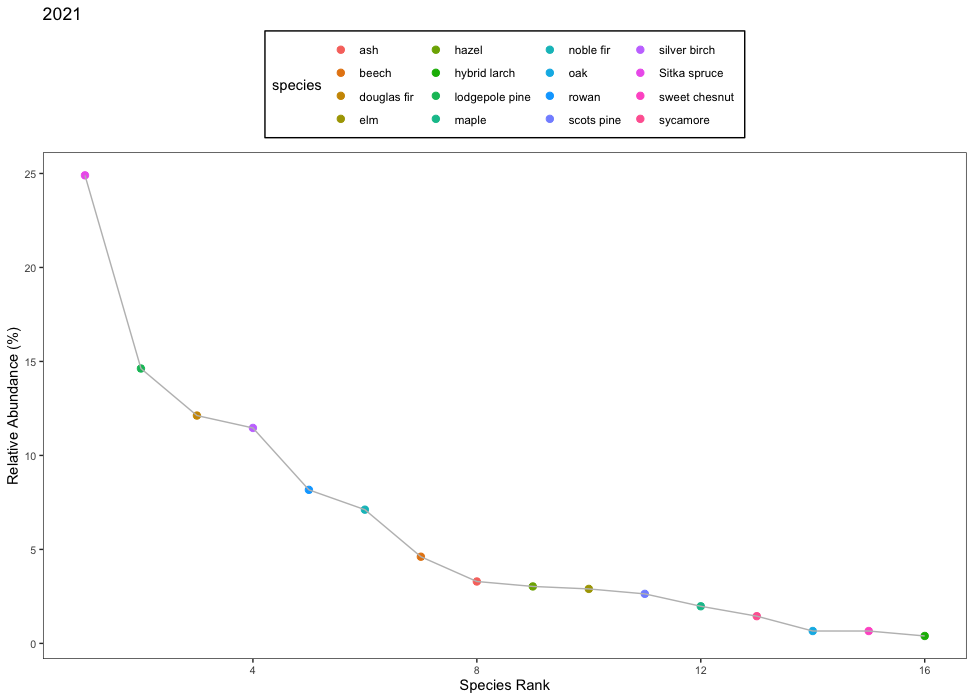 2021
species
ash
hazel
noble fir
silver birch
beech
hybrid larch
oak
Sitka spruce
douglas fir
lodgepole pine
rowan
sweet chesnut
elm
maple
scots pine
sycamore
Relative Abundance (%)
25
20
15
10
5
0
4
8
12
16
Species Rank